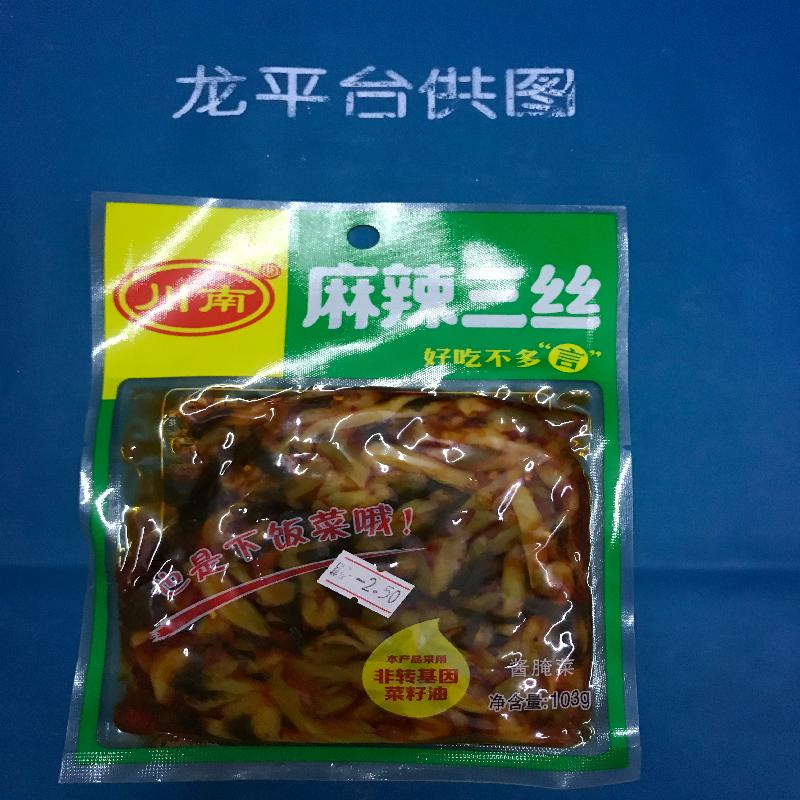 龙平台供图
川南®
麻辣三丝
好吃不多“言”
也是下饭菜哦!
-2.50
本产品采用
非转基因
菜籽油
酱腌菜
净含量:103g